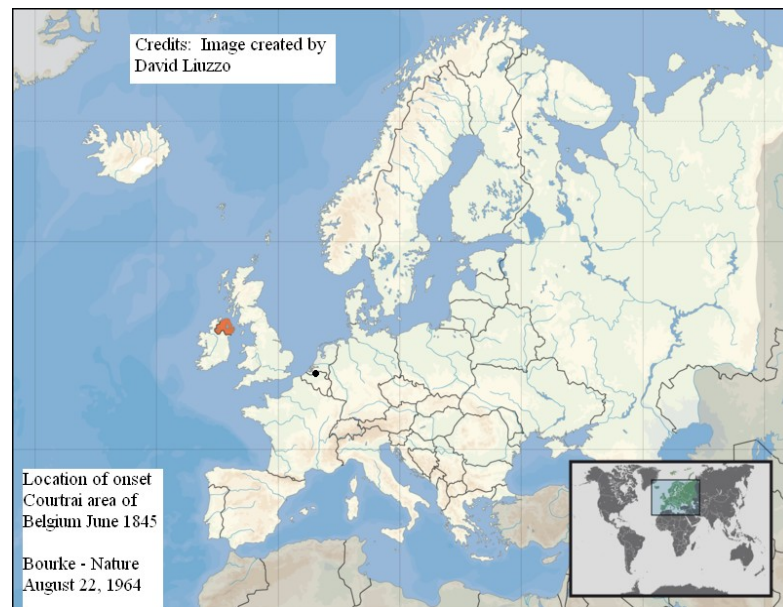 Credits:  Image created by
David Liuzzo
Location of onset
Courtrai area of
Belgium June 1845
Bourke - Nature
August 22, 1964